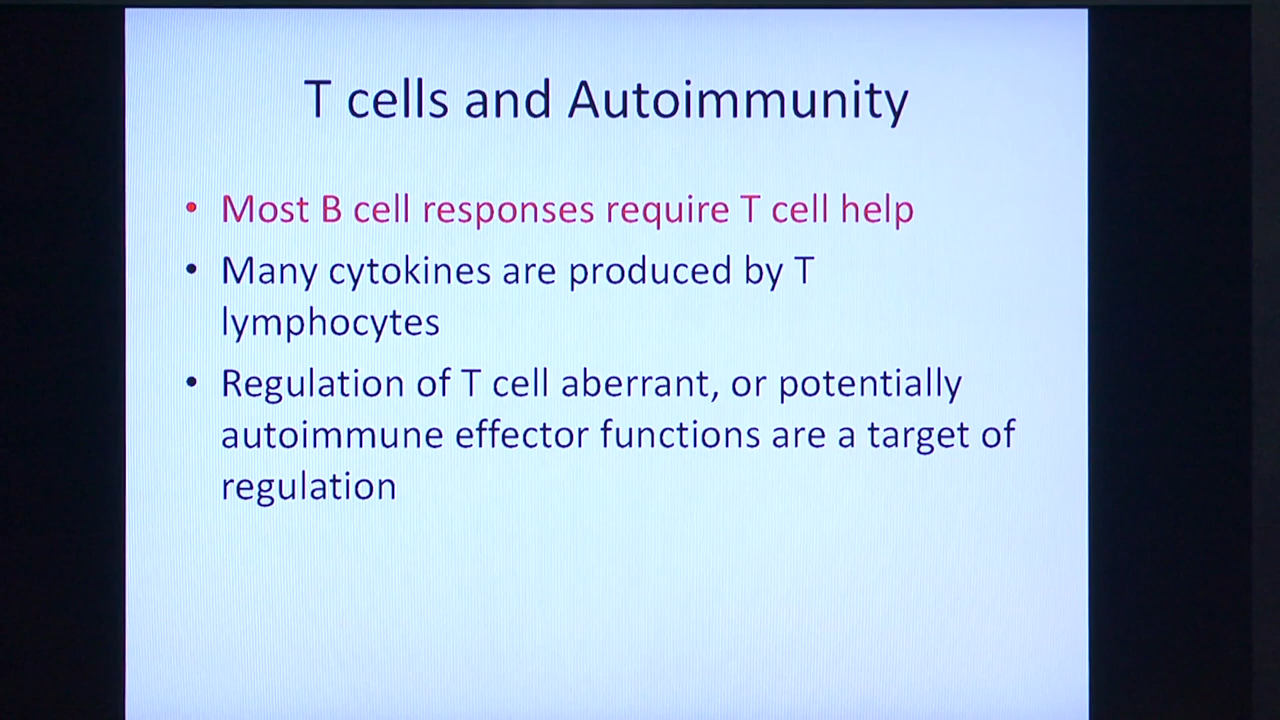 T cells and Autoimmunity
• Most B cell responses require T cell help
• Many cytokines are produced by T
lymphocytes
• Regulation of T cell aberrant, or potentially
autoimmune effector functions are a target of
regulation